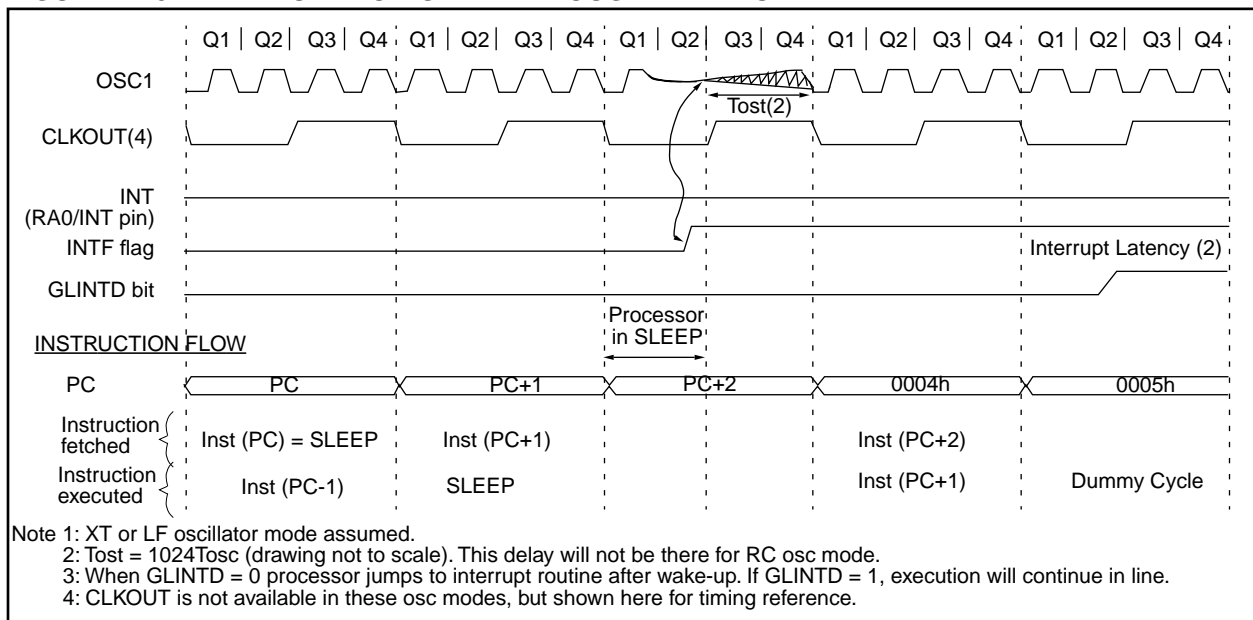 Q1 | Q2 | Q3 | Q4 Q1 | Q2 | Q3 | Q4 Q1 | Q2 | Q3 | Q4 Q1 | Q2 | Q3 | Q4 Q1 | Q2 | Q3 | Q4
OSC1
Tost(2)
CLKOUT(4)
INT
(RA0/INT pin)
INTF flag
Interrupt Latency (2)
GLINTD bit
Processor
in SLEEP
INSTRUCTION FLOW
PC PC PC+1 PC+2 0004h 0005h
Instruction
fetched
Inst (PC) = SLEEP Inst (PC+1) Inst (PC+2)
Instruction
executed
Inst (PC-1) SLEEP Inst (PC+1) Dummy Cycle
Note 1: XT or LF oscillator mode assumed.
2: Tost = 1024Tosc (drawing not to scale). This delay will not be there for RC osc mode.
3: When GLINTD = 0 processor jumps to interrupt routine after wake-up. If GLINTD = 1, execution will continue in line.
4: CLKOUT is not available in these osc modes, but shown here for timing reference.